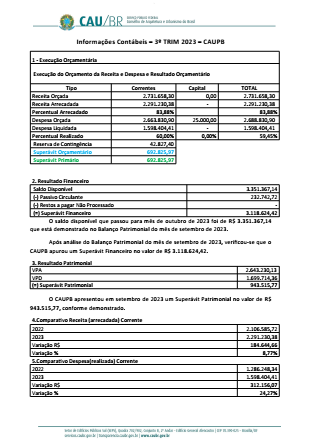 CAU/BR
SERVIÇO PÚBLICO FEDERAL
Conselho de Arquitetura e Urbanismo do Brasil
Informações Contábeis – 3º TRIM 2023 – CAUPB
1 - Execução Orçamentária
Execução do Orçamento da Receita e Despesa e Resultado Orçamentário
Tipo Correntes Capital TOTAL
Receita Orçada 2.731.658,30 0,00 2.731.658,30
Receita Arrecadada 2.291.230,38 - 2.291.230,38
Percentual Arrecadado 83,88% 83,88%
Despesa Orçada 2.663.830,90 25.000,00 2.688.830,90
Despesa Liquidada 1.598.404,41 - 1.598.404,41
Percentual Realizado 60,00% 0,00% 59,45%
Reserva de Contingência 42.827,40
Superávit Orçamentário 692.825,97
Superávit Primário 692.825,97
2. Resultado Financeiro
Saldo Disponível 3.351.367,14
(-) Passivo Circulante 232.742,72
(-) Restos a pagar Não Processado -
(=) Superávit Financeiro 3.118.624,42
O saldo disponível que passou para mês de outubro de 2023 foi de R$ 3.351.367,14
que está demonstrado no Balanço Patrimonial do mês de setembro de 2023.
Após análise do Balanço Patrimonial do mês de setembro de 2023, verificou-se que o
CAUPB apurou um Superávit Financeiro no valor de R$ 3.118.624,42.
3. Resultado Patrimonial
VPA 2.643.230,13
VPD 1.699.714,36
(=) Superávit Patrimonial 943.515,77
O CAUPB apresentou em setembro de 2023 um Superávit Patrimonial no valor de R$
943.515,77, conforme demonstrado.
4.Comparativo Receita (arrecadada) Corrente
2022 2.106.585,72
2023 2.291.230,38
Variação R$ 184.644,66
Variação % 8,77%
5.Comparativo Despesa(realizada) Corrente
2022 1.286.248,34
2023 1.598.404,41
Variação R$ 312.156,07
Variação % 24,27%